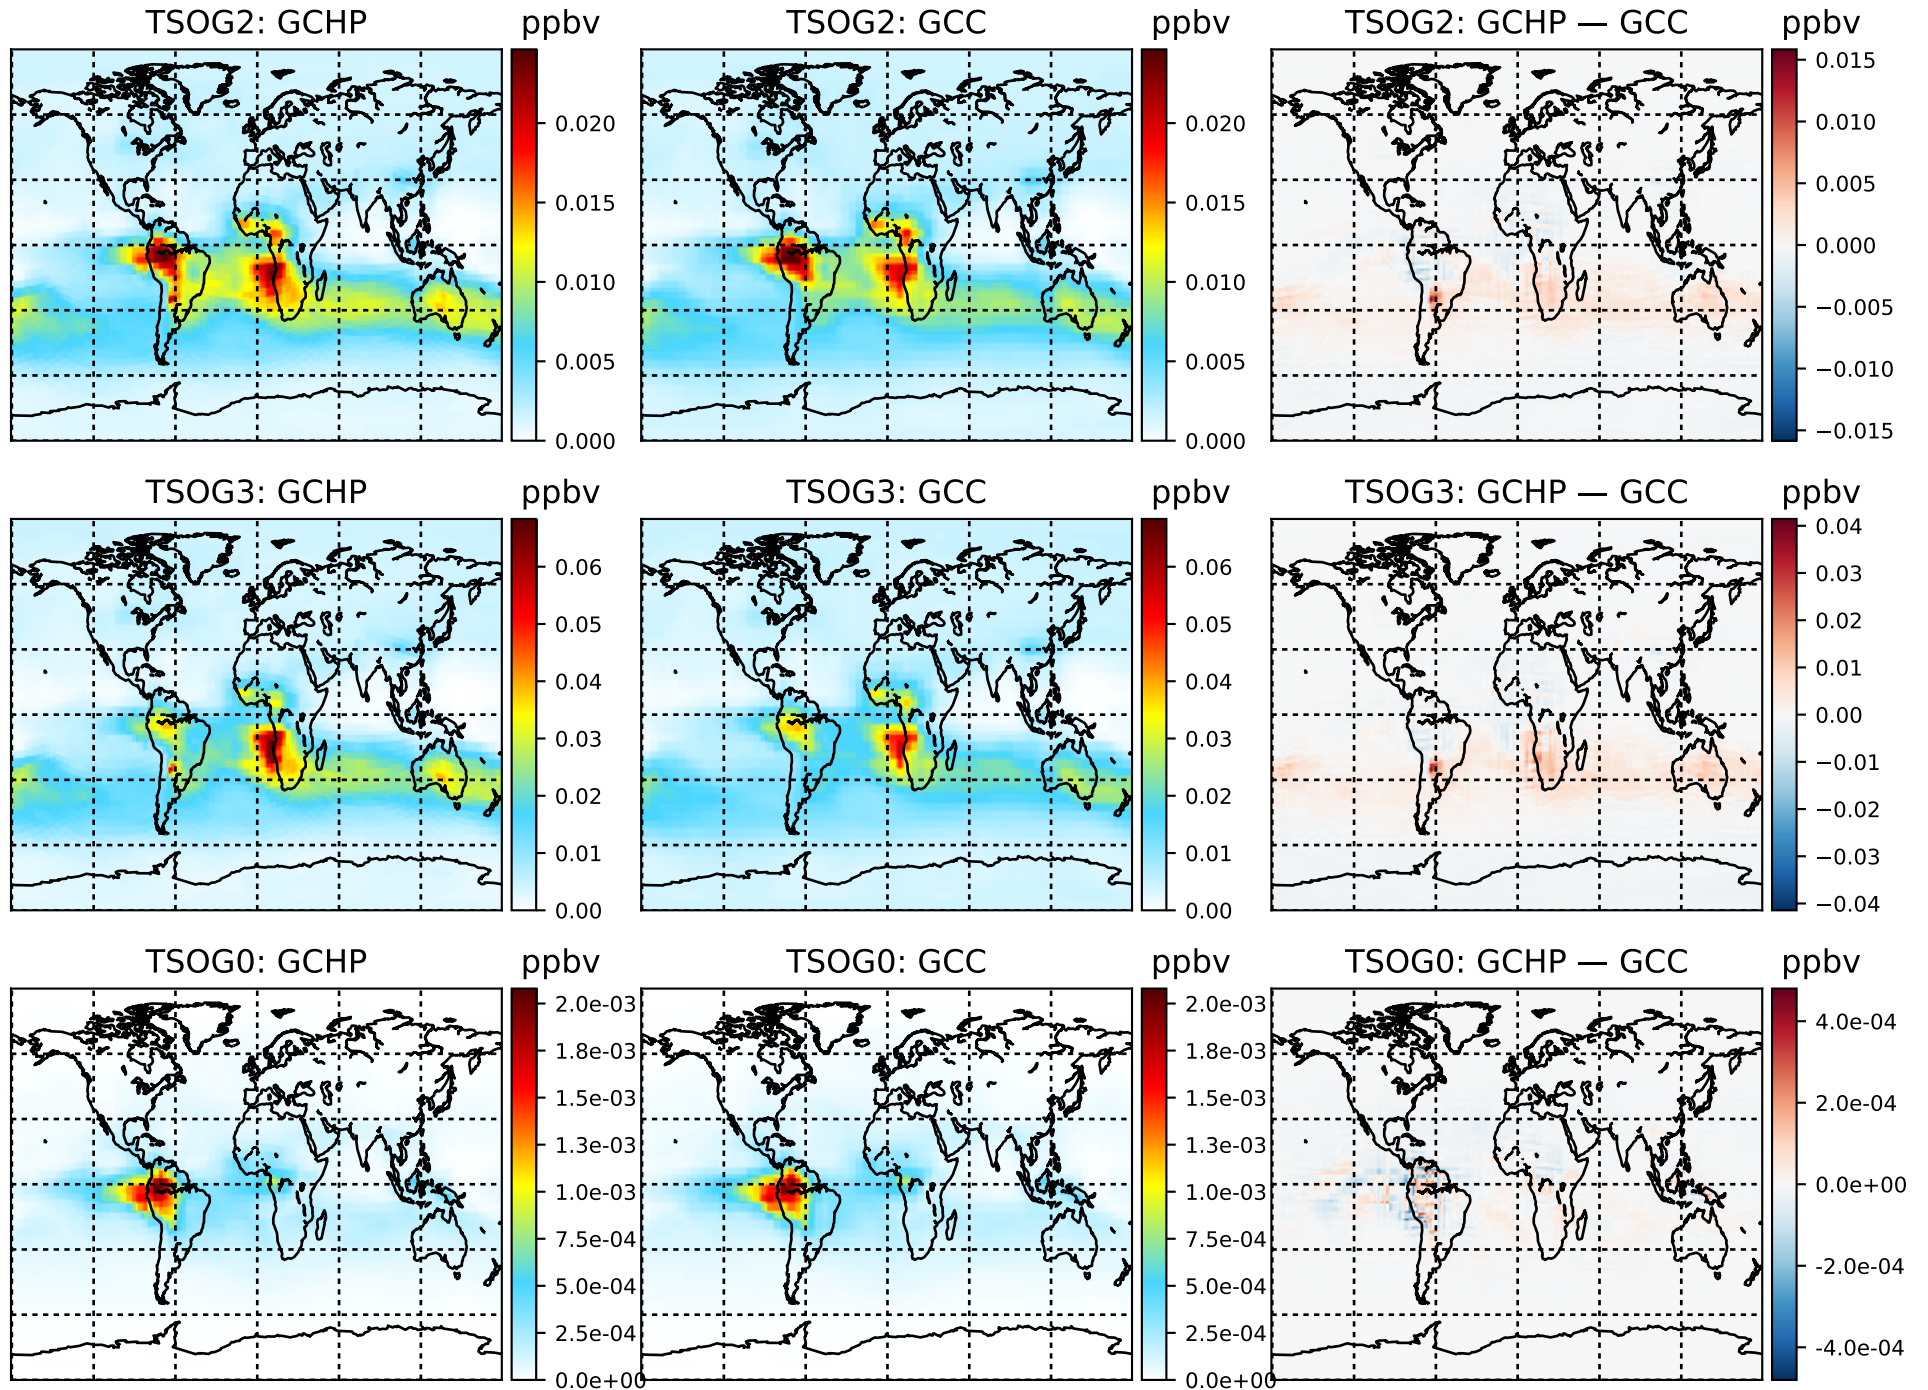 TSOG2: GCHP ppbv TSOG2: GCC ppbv TSOG2: GCHP — GCC ppbv
0.020
0.015
0.010
0.005
0.000
0.020
0.015
0.010
0.005
0.000
0.015
0.010
0.005
0.000
−0.005
−0.010
−0.015
TSOG3: GCHP ppbv TSOG3: GCC ppbv TSOG3: GCHP — GCC ppbv
0.06
0.05
0.04
0.03
0.02
0.01
0.00
0.06
0.05
0.04
0.03
0.02
0.01
0.00
0.04
0.03
0.02
0.01
0.00
−0.01
−0.02
−0.03
−0.04
TSOG0: GCHP ppbv TSOG0: GCC ppbv TSOG0: GCHP — GCC ppbv
2.0e-03
1.8e-03
1.5e-03
1.3e-03
1.0e-03
7.5e-04
5.0e-04
2.5e-04
0.0e+00
2.0e-03
1.8e-03
1.5e-03
1.3e-03
1.0e-03
7.5e-04
5.0e-04
2.5e-04
0.0e+00
4.0e-04
2.0e-04
0.0e+00
-2.0e-04
-4.0e-04